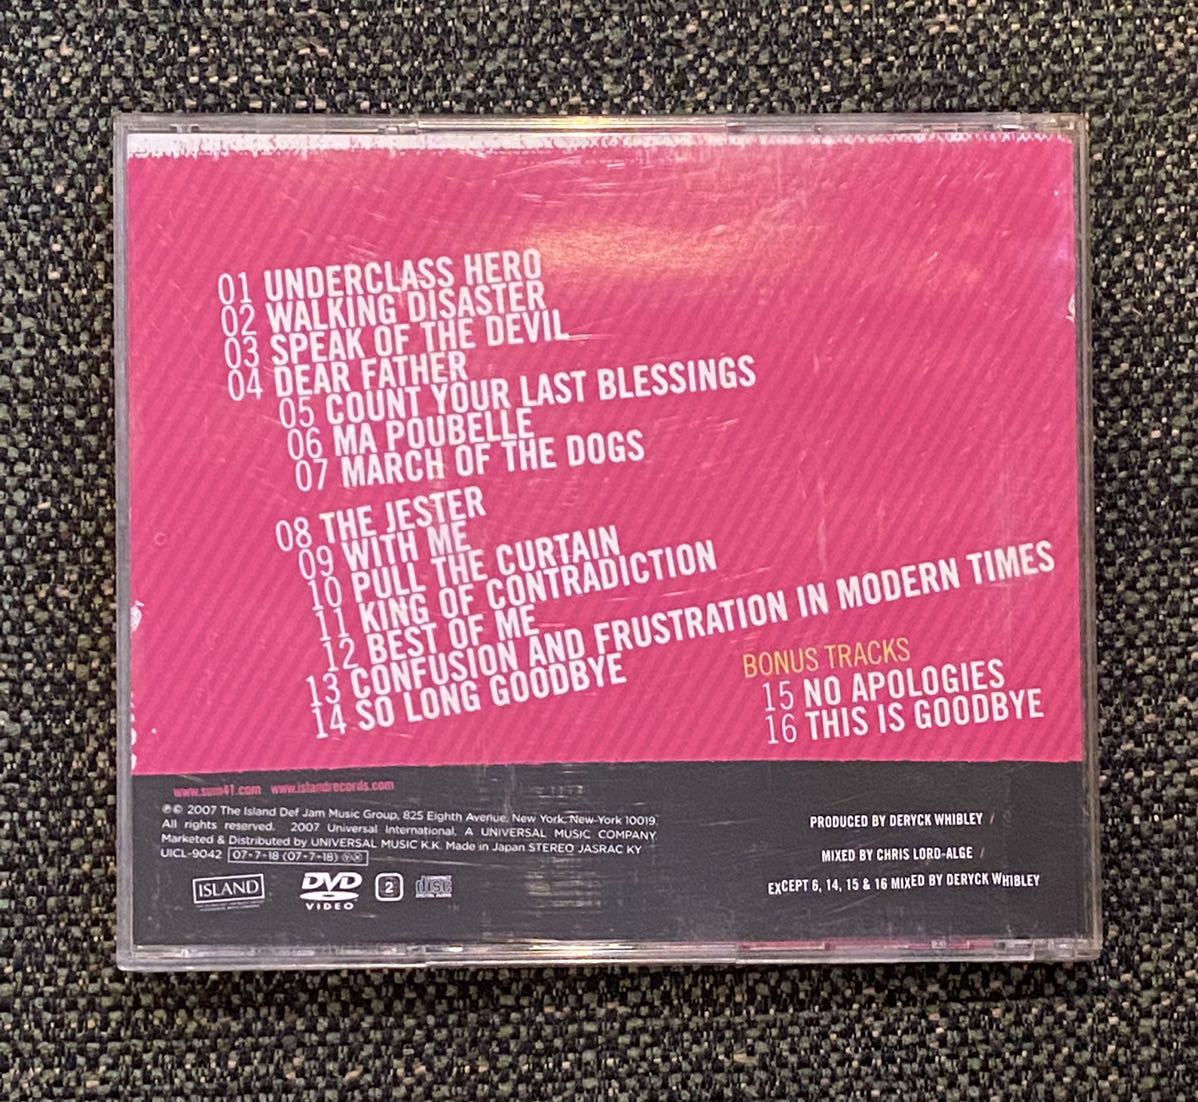 01 UNDERCLASS HERO
02 WALKING DISASTER
03 SPEAK OF THE DEVIL
04 DEAR FATHER
05 COUNT YOUR LAST BLESSINGS
06 MA POUBELLE
07 MARCH OF THE DOGS
08 THE JESTER
09 WITH ME
10 PULL THE CURTAIN
11 KING OF CONTRADICTION
12 BEST OF ME
13 CONFUSION AND FRUSTRATION IN MODERN TIMES
14 SO LONG GOODBYE
BONUS TRACKS
15 NO APOLOGIES
16 THIS IS GOODBYE
www.sum41.com www.islandrecords.com
℗© 2007 The Island Def Jam Music Group, 825 Eighth Avenue, New York, New York 10019.
All rights reserved. 2007 Universal International, A UNIVERSAL MUSIC COMPANY
Marketed & Distributed by UNIVERSAL MUSIC K.K. Made in Japan STEREO JASRAC KY
UICL-9042 07・7・18 (07・7・18)
ISLAND
DVD VIDEO
2
COMPACT disc DIGITAL AUDIO
PRODUCED BY DERYCK WHIBLEY /
MIXED BY CHRIS LORD-ALGE /
EXCEPT 6, 14, 15 & 16 MIXED BY DERYCK WHIBLEY